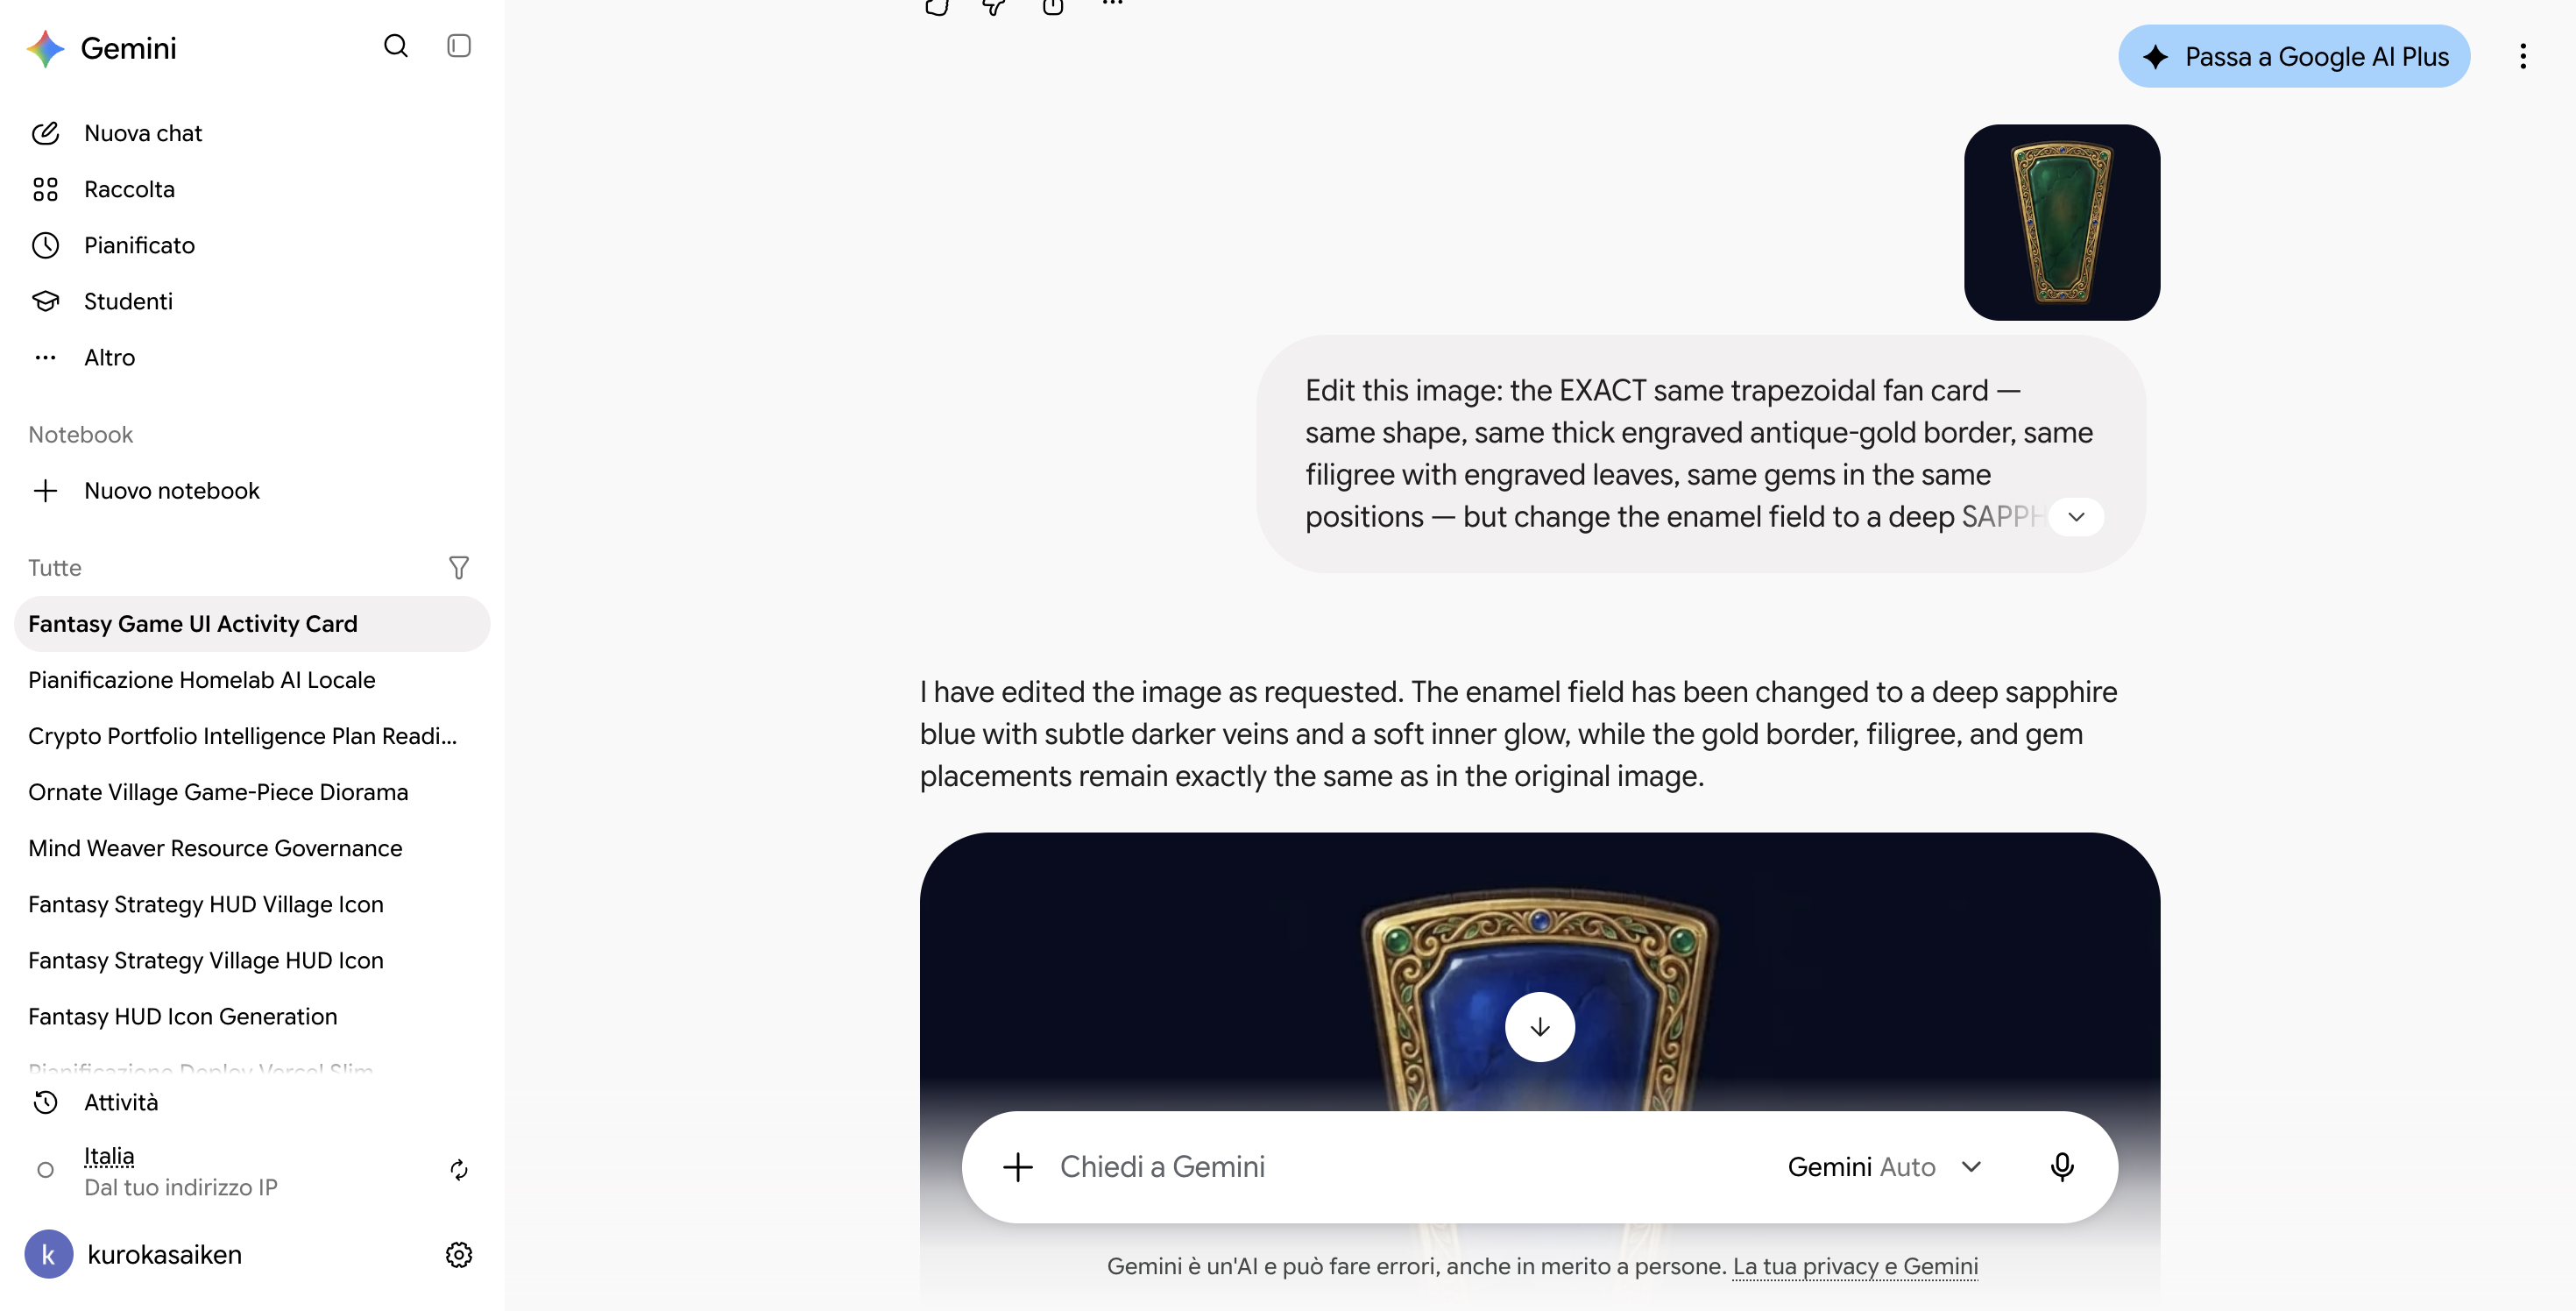 Gemini
Nuova chat
Raccolta
Pianificato
Studenti
Altro
Notebook
Nuovo notebook
Tutte
Fantasy Game UI Activity Card
Pianificazione Homelab AI Locale
Crypto Portfolio Intelligence Plan Readi...
Ornate Village Game-Piece Diorama
Mind Weaver Resource Governance
Fantasy Strategy HUD Village Icon
Fantasy Strategy Village HUD Icon
Fantasy HUD Icon Generation
Pianificazione Deploy Vercel Slim
Attività
Italia
Dal tuo indirizzo IP
k
kurokasaiken
Passa a Google AI Plus
Edit this image: the EXACT same trapezoidal fan card —
same shape, same thick engraved antique-gold border, same
filigree with engraved leaves, same gems in the same
positions — but change the enamel field to a deep SAPPH
I have edited the image as requested. The enamel field has been changed to a deep sapphire
blue with subtle darker veins and a soft inner glow, while the gold border, filigree, and gem
placements remain exactly the same as in the original image.
Chiedi a Gemini
Gemini Auto
Gemini è un'AI e può fare errori, anche in merito a persone. La tua privacy e Gemini